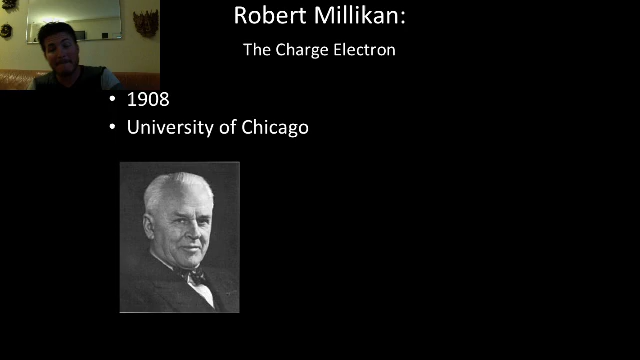 Robert Millikan:
The Charge Electron
• 1908
• University of Chicago